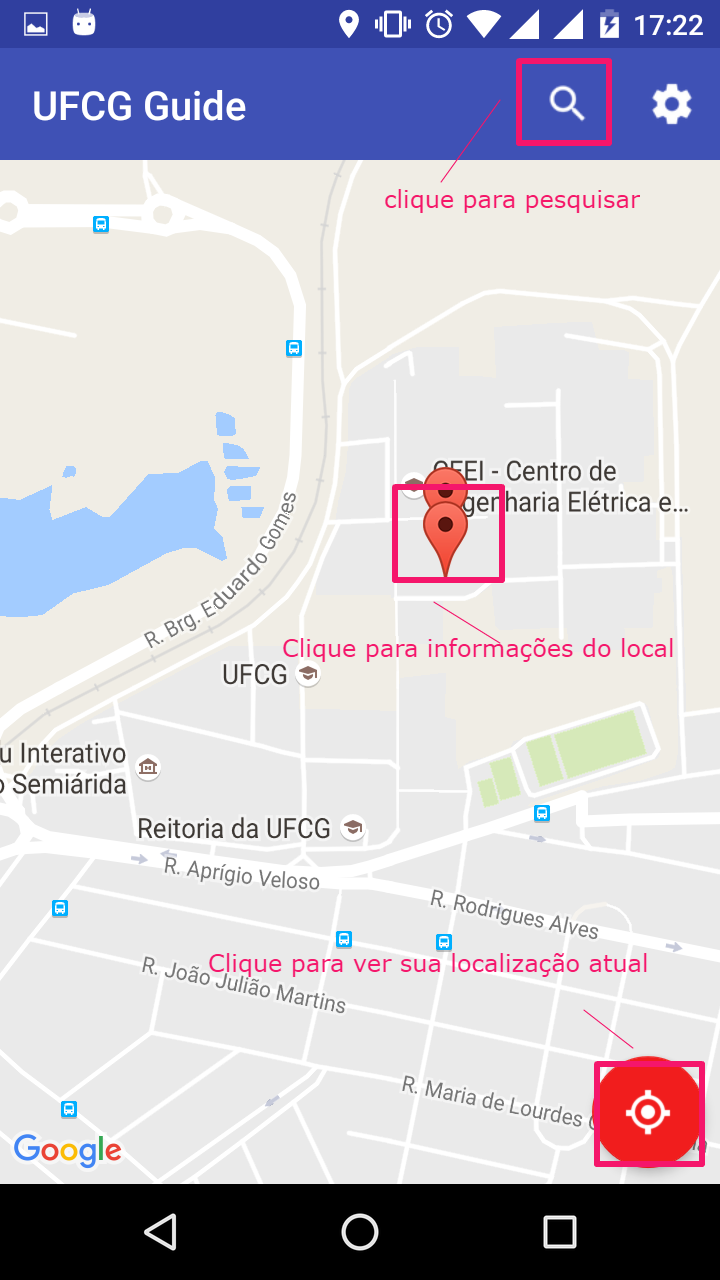 17:22
UFCG Guide
clique para pesquisar
CEEI - Centro de
genharia Elétrica e...
R. Brg. Eduardo Gomes
Clique para informações do local
UFCG
u Interativo
o Semiárida
Reitoria da UFCG
R. Aprígio Veloso
R. Rodrigues Alves
Clique para ver sua localização atual
R. João Julião Martins
R. Maria de Lourdes
Google